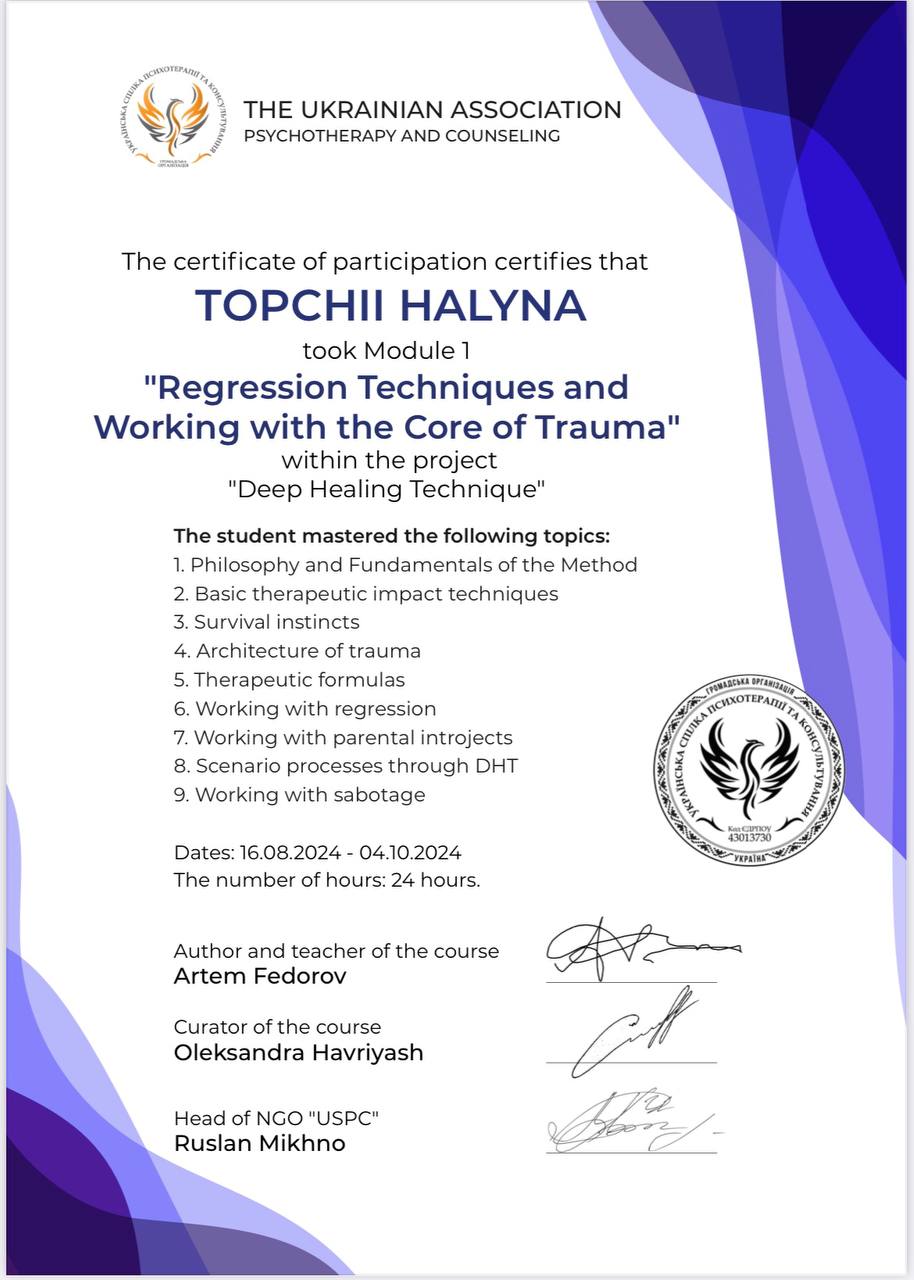 УКРАЇНСЬКА СПІЛКА ПСИХОТЕРАПІЇ ТА КОНСУЛЬТУВАННЯ
ГРОМАДСЬКА
ОРГАНІЗАЦІЯ
THE UKRAINIAN ASSOCIATION
PSYCHOTHERAPY AND COUNSELING
The certificate of participation certifies that
TOPCHII HALYNA
took Module 1
"Regression Techniques and
Working with the Core of Trauma"
within the project
"Deep Healing Technique"
The student mastered the following topics:
1. Philosophy and Fundamentals of the Method
2. Basic therapeutic impact techniques
3. Survival instincts
4. Architecture of trauma
5. Therapeutic formulas
6. Working with regression
7. Working with parental introjects
8. Scenario processes through DHT
9. Working with sabotage
ГРОМАДСЬКА ОРГАНІЗАЦІЯ
УКРАЇНСЬКА СПІЛКА ПСИХОТЕРАПІЇ ТА КОНСУЛЬТУВАННЯ
Код ЄДРПОУ
43013730
УКРАЇНА
Dates: 16.08.2024 - 04.10.2024
The number of hours: 24 hours.
Author and teacher of the course
Artem Fedorov
Curator of the course
Oleksandra Havriyash
Head of NGO "USPC"
Ruslan Mikhno